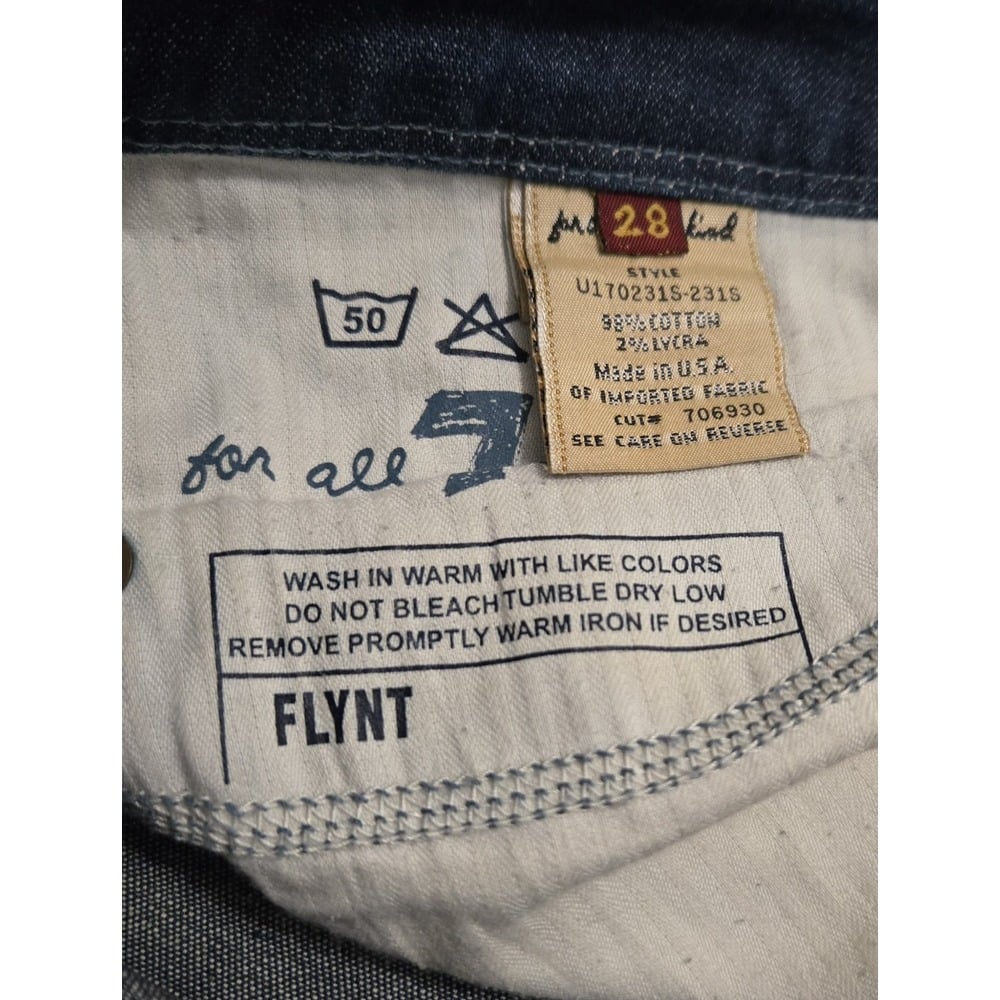 for a 28 kind
STYLE
U170231S-231S
98% COTTON
2% LYCRA
Made in U.S.A.
OF IMPORTED FABRIC
CUT# 706930
SEE CARE ON REVERSE
50
for all 7
WASH IN WARM WITH LIKE COLORS
DO NOT BLEACH TUMBLE DRY LOW
REMOVE PROMPTLY WARM IRON IF DESIRED
FLYNT